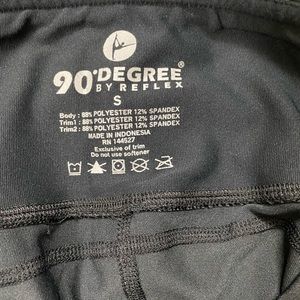 90°DEGREE®
BY REFLEX
S
Body : 88% POLYESTER 12% SPANDEX
Trim1 : 88% POLYESTER 12% SPANDEX
Trim2 : 88% POLYESTER 12% SPANDEX
MADE IN INDONESIA
RN 144527
Exclusive of trim
Do not use softener